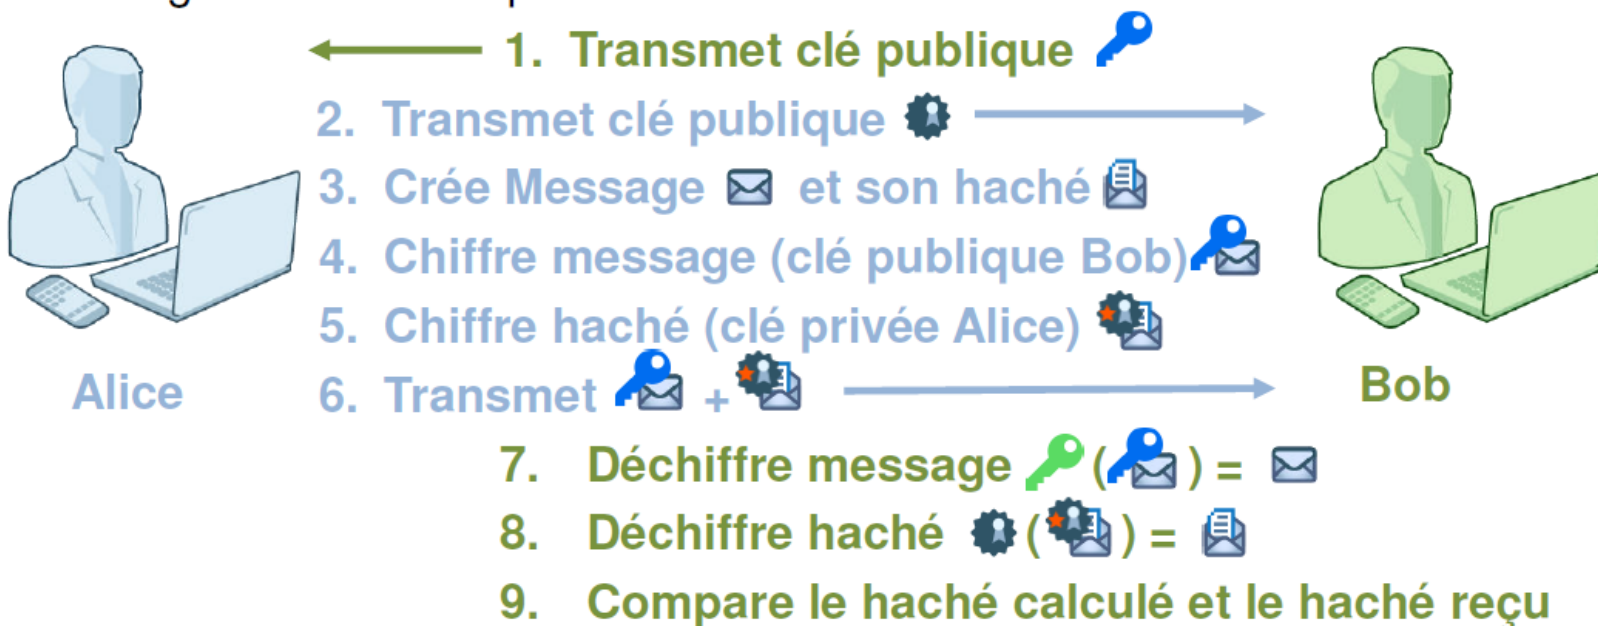 1. Transmet clé publique
2. Transmet clé publique
3. Crée Message et son haché
4. Chiffre message (clé publique Bob)
5. Chiffre haché (clé privée Alice)
Alice
6. Transmet +
Bob
7. Déchiffre message ( ) =
8. Déchiffre haché ( ) =
9. Compare le haché calculé et le haché reçu